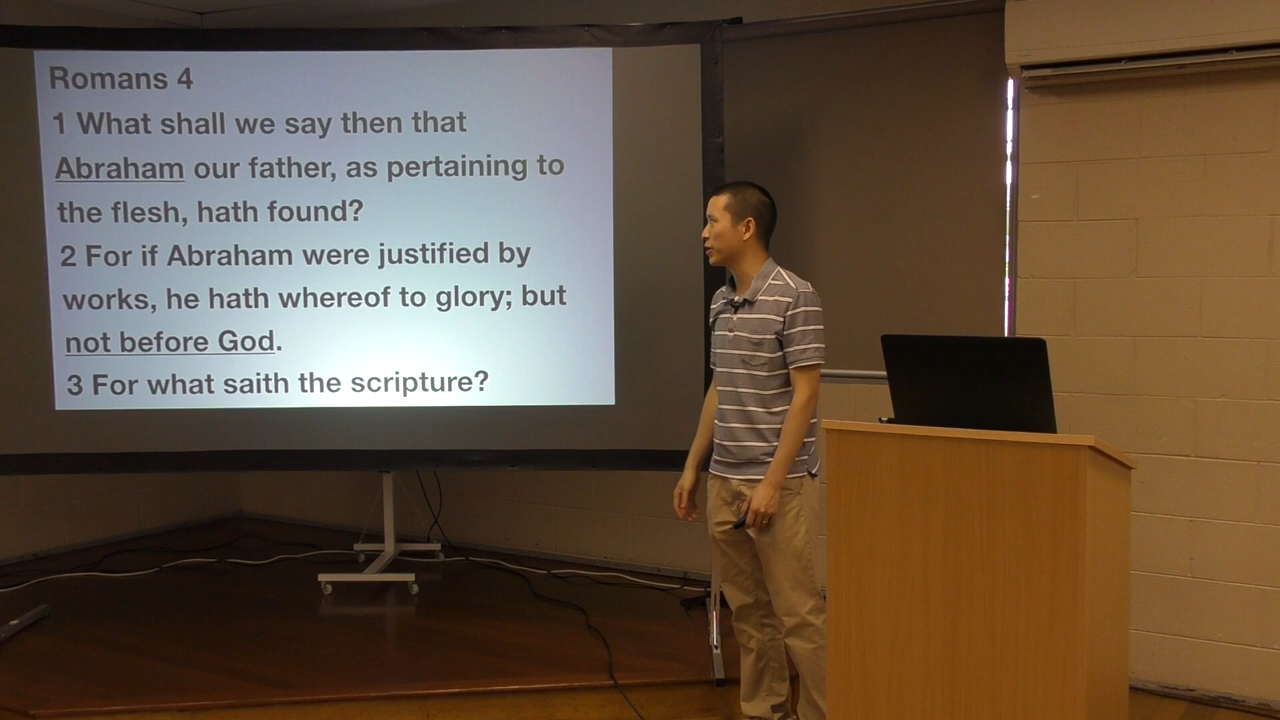 Romans 4
1 What shall we say then that
Abraham our father, as pertaining to
the flesh, hath found?
2 For if Abraham were justified by
works, he hath whereof to glory; but
not before God.
3 For what saith the scripture?